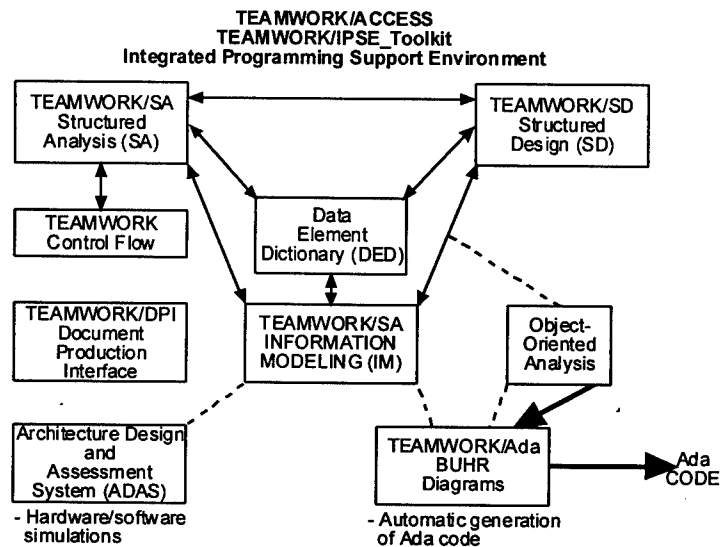 TEAMWORK/ACCESS
TEAMWORK/IPSE_Toolkit
Integrated Programming Support Environment
TEAMWORK/SA
Structured
Analysis (SA)
TEAMWORK/SD
Structured
Design (SD)
TEAMWORK
Control Flow
Data
Element
Dictionary (DED)
TEAMWORK/DPI
Document
Production
Interface
TEAMWORK/SA
INFORMATION
MODELING (IM)
Object-
Oriented
Analysis
Architecture Design
and
Assessment
System (ADAS)
- Hardware/software
simulations
TEAMWORK/Ada
BUHR
Diagrams
- Automatic generation
of Ada code
Ada
CODE